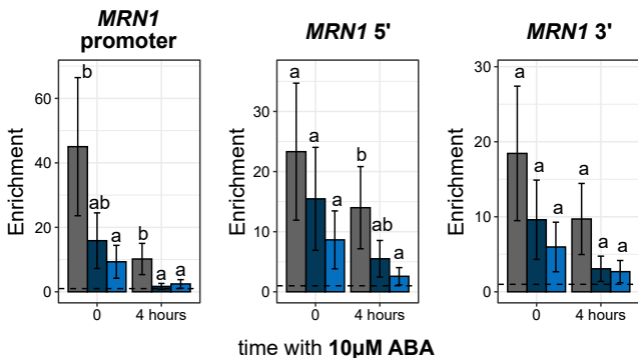 MRN1
promoter
MRN1 5'
MRN1 3'
Enrichment
60
40
20
0
b
ab
a
b
a
a
0
4 hours
Enrichment
30
20
10
0
a
a
a
b
ab
a
0
4 hours
Enrichment
30
20
10
0
a
a
a
a
a
a
0
4 hours
time with 10µM ABA